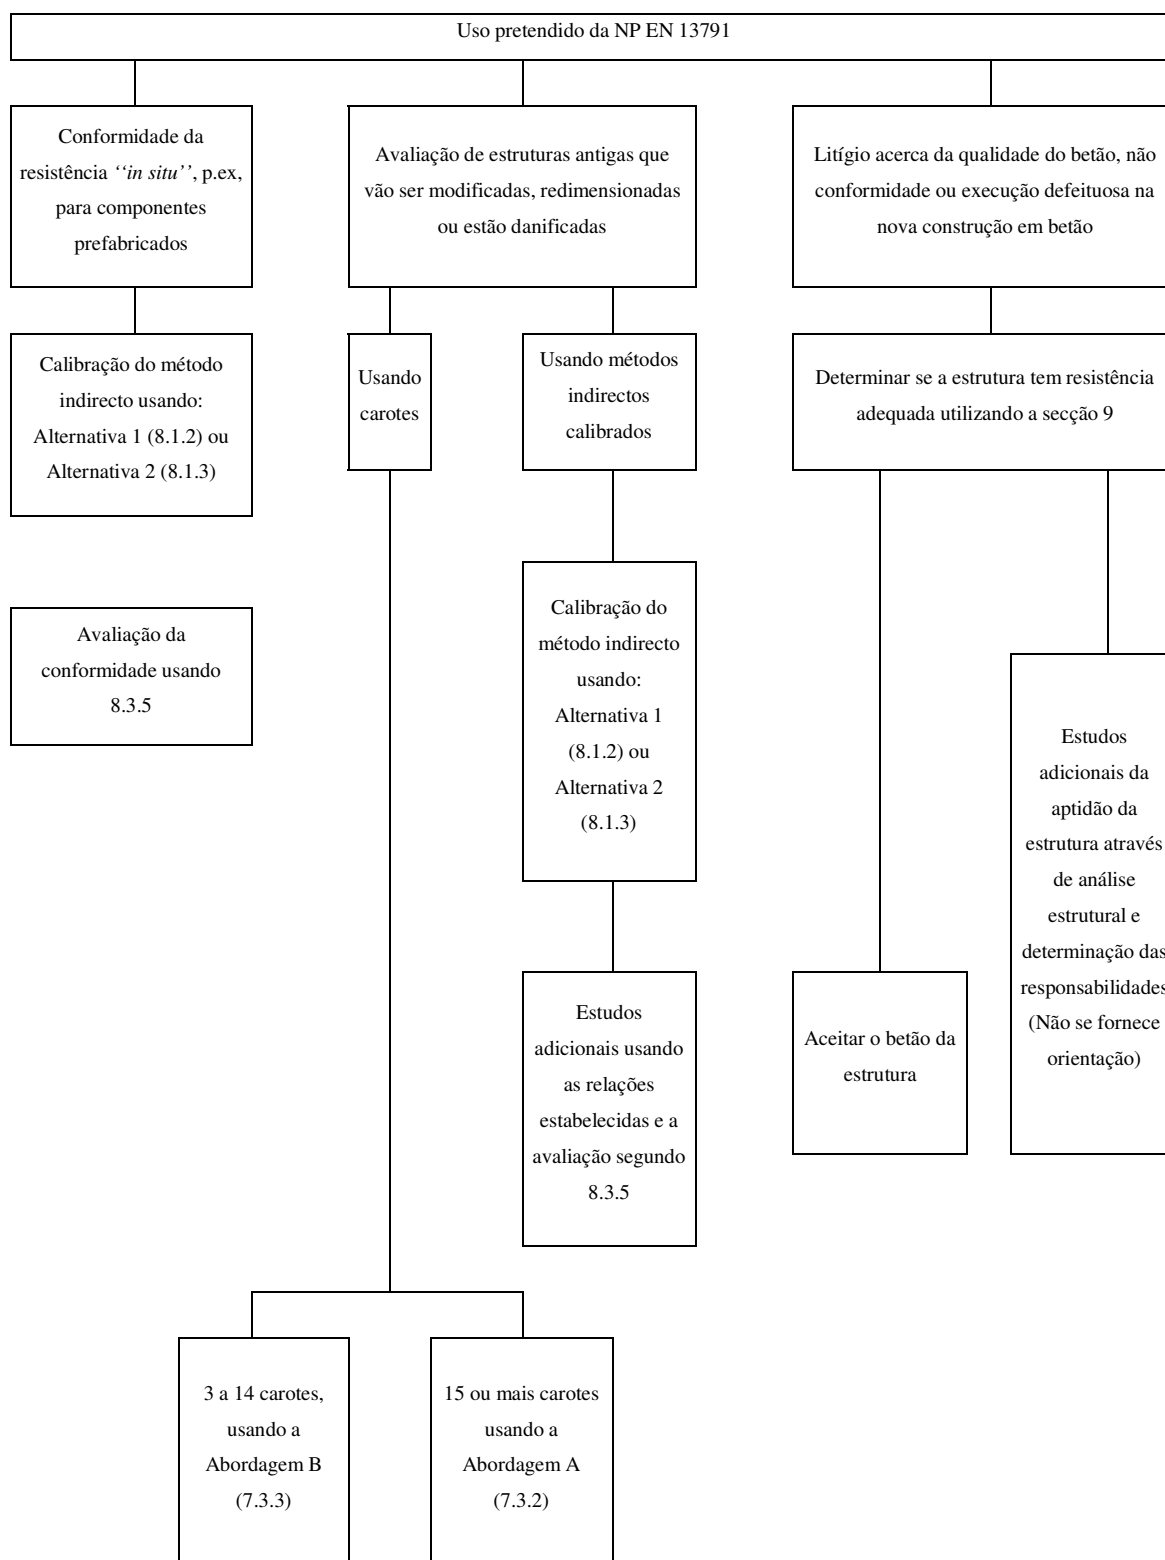 Uso pretendido da NP EN 13791
Conformidade da
resistência ‘‘in situ’’, p.ex,
para componentes
prefabricados
Avaliação de estruturas antigas que
vão ser modificadas, redimensionadas
ou estão danificadas
Litígio acerca da qualidade do betão, não
conformidade ou execução defeituosa na
nova construção em betão
Calibração do método
indirecto usando:
Alternativa 1 (8.1.2) ou
Alternativa 2 (8.1.3)
Usando
carotes
Usando métodos
indirectos
calibrados
Determinar se a estrutura tem resistência
adequada utilizando a secção 9
Avaliação da
conformidade usando
8.3.5
Calibração do
método indirecto
usando:
Alternativa 1
(8.1.2) ou
Alternativa 2
(8.1.3)
Estudos
adicionais da
aptidão da
estrutura através
de análise
estrutural e
determinação das
responsabilidades
(Não se fornece
orientação)
Estudos
adicionais usando
as relações
estabelecidas e a
avaliação segundo
8.3.5
Aceitar o betão da
estrutura
3 a 14 carotes,
usando a
Abordagem B
(7.3.3)
15 ou mais carotes
usando a
Abordagem A
(7.3.2)